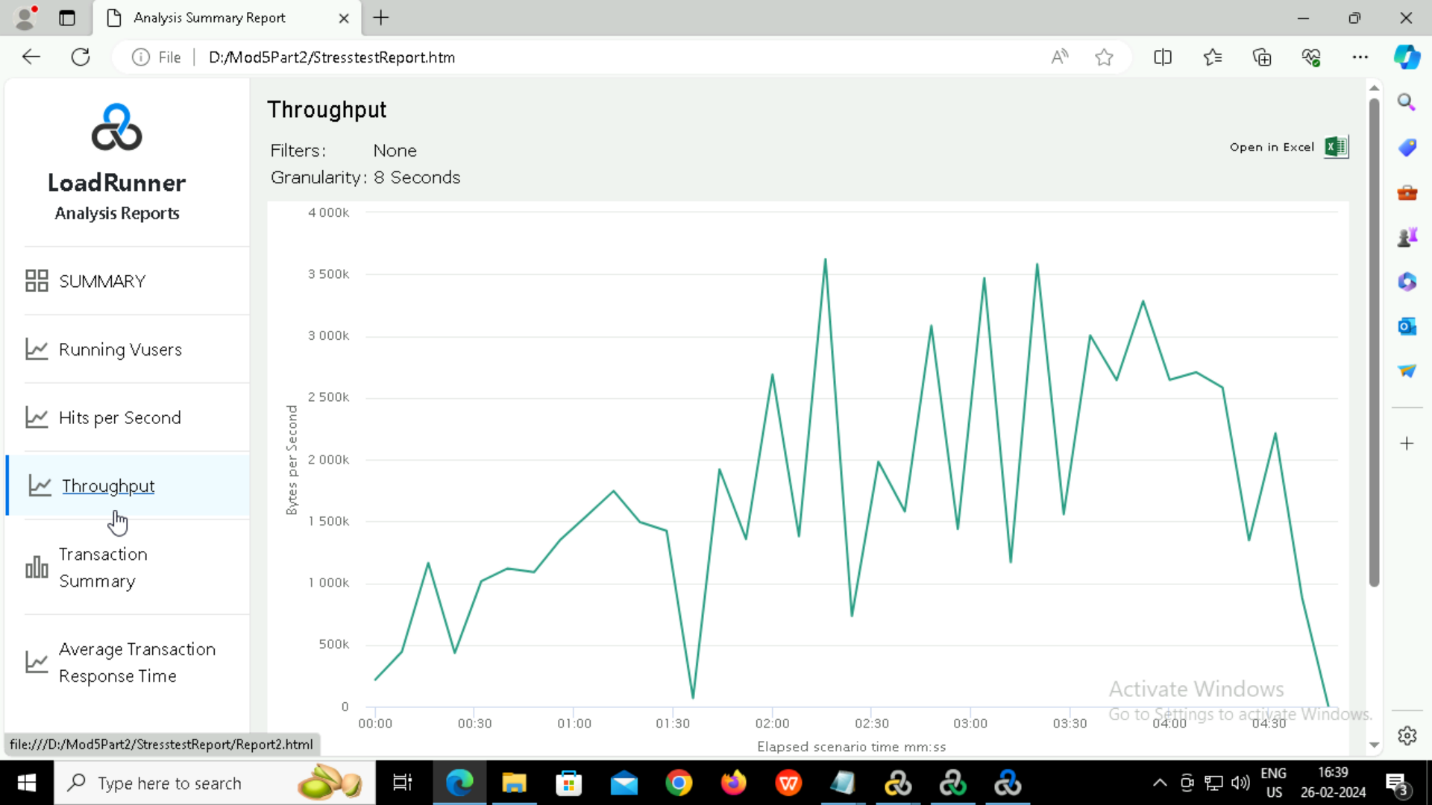 Analysis Summary Report
File
D:/Mod5Part2/StresstestReport.htm
LoadRunner
Analysis Reports
SUMMARY
Running Vusers
Hits per Second
Throughput
Transaction
Summary
Average Transaction
Response Time
Throughput
Filters: None
Granularity: 8 Seconds
Open in Excel
4 000k
3 500k
3 000k
2 500k
2 000k
1 500k
1 000k
500k
0
Bytes per Second
00:00 00:30 01:00 01:30 02:00 02:30 03:00 03:30 04:00 04:30
Elapsed scenario time mm:ss
Activate Windows
Go to Settings to activate Windows.
file:///D:/Mod5Part2/StresstestReport/Report2.html
Type here to search
ENG
US
16:39
26-02-2024
3